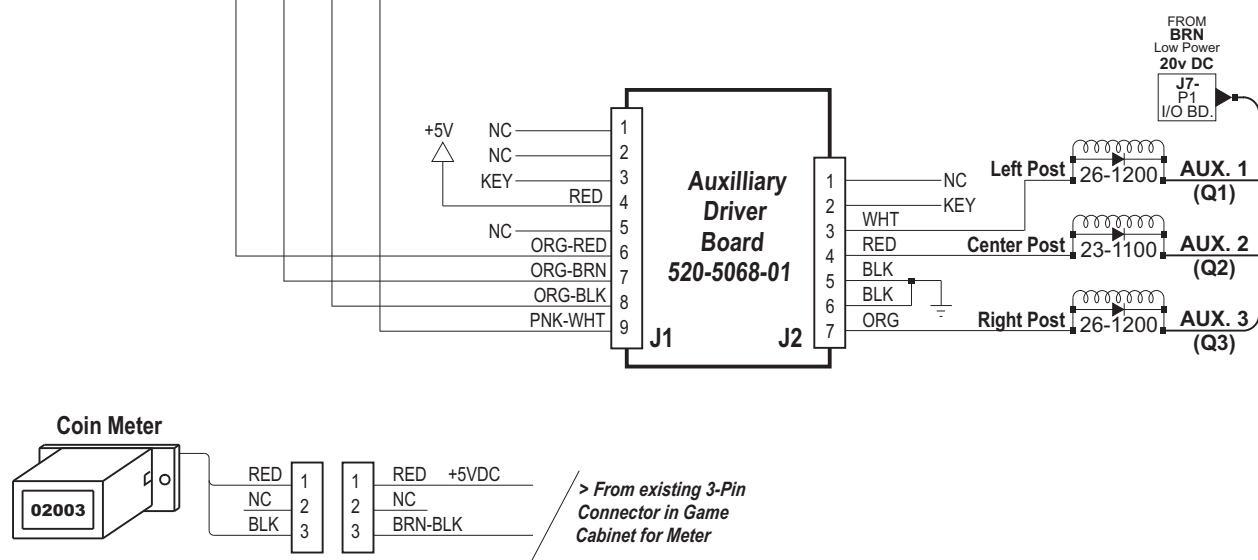 FROM
BRN
Low Power
20v DC
J7-
P1
I/O BD.
+5V
NC
NC
KEY
RED
NC
ORG-RED
ORG-BRN
ORG-BLK
PNK-WHT
1
2
3
4
5
6
7
8
9
J1
Auxilliary
Driver
Board
520-5068-01
J2
1
2
3
4
5
6
7
NC
KEY
WHT
RED
BLK
BLK
ORG
Left Post
26-1200
AUX. 1
(Q1)
Center Post
23-1100
AUX. 2
(Q2)
Right Post
26-1200
AUX. 3
(Q3)
Coin Meter
02003
RED
NC
BLK
1
2
3
1
2
3
RED +5VDC
NC
BRN-BLK
> From existing 3-Pin
Connector in Game
Cabinet for Meter